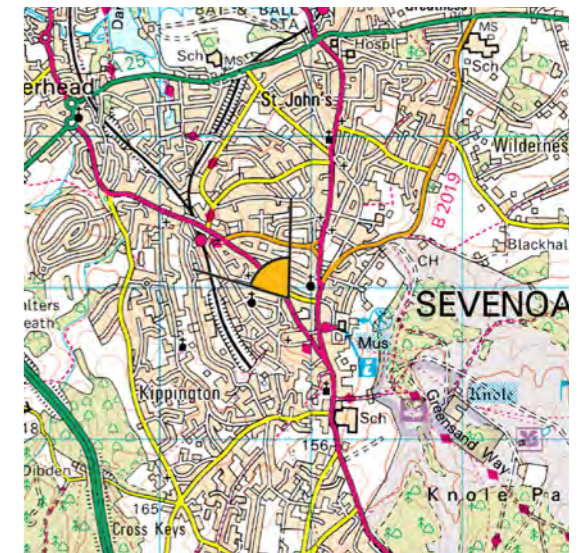 BAT & BALL
STA
Greatness
MS
Sch
MS
Hospl
Sch
A 25
erhead
St. John's
Wildernes
B 2019
Blackhal
CH
SEVENOA
alters
eath
Mus
i
Knole
Kippington
Greensand Way
Sch
18
156
Dibden
Knole Pa
165
Cross Keys